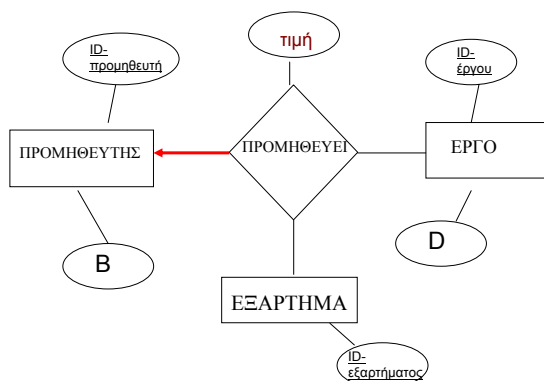 τιμή
ID-
προμηθευτή
ID-
έργου
ΠΡΟΜΗΘΕΥΤΗΣ
ΠΡΟΜΗΘΕΥΕΙ
ΕΡΓΟ
B
D
ΕΞΑΡΤΗΜΑ
ID-
εξαρτήματος